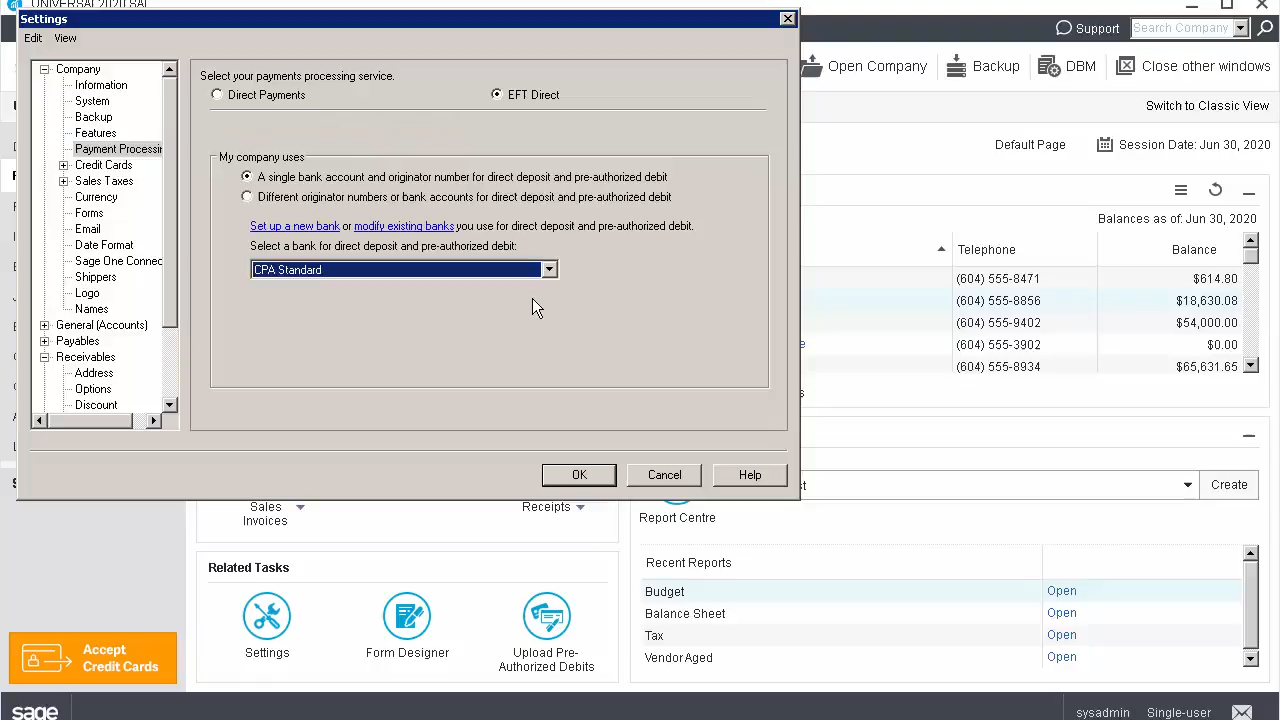 UNIVERSAL2020.SAI
Settings
Edit View
Support
Search Company
Open Company
Backup
DBM
Close other windows
Switch to Classic View
Default Page
Session Date: Jun 30, 2020
Balances as of: Jun 30, 2020
Company
Information
System
Backup
Features
Payment Processin
Credit Cards
Sales Taxes
Currency
Forms
Email
Date Format
Sage One Connec
Shippers
Logo
Names
General (Accounts)
Payables
Receivables
Address
Options
Discount
Select your payments processing service.
Direct Payments
EFT Direct
My company uses
A single bank account and originator number for direct deposit and pre-authorized debit
Different originator numbers or bank accounts for direct deposit and pre-authorized debit
Set up a new bank or modify existing banks you use for direct deposit and pre-authorized debit.
Select a bank for direct deposit and pre-authorized debit:
CPA Standard
OK
Cancel
Help
Telephone
Balance
(604) 555-8471 $614.80
(604) 555-8856 $18,630.08
(604) 555-9402 $54,000.00
(604) 555-3902 $0.00
(604) 555-8934 $65,631.65
Create
Report Centre
Recent Reports
Budget Open
Balance Sheet Open
Tax Open
VendorAged Open
Sales
Invoices
Receipts
Related Tasks
Settings
Form Designer
Upload Pre-
Authorized Debits
Accept
Credit Cards
sage
sysadmin
Single-user